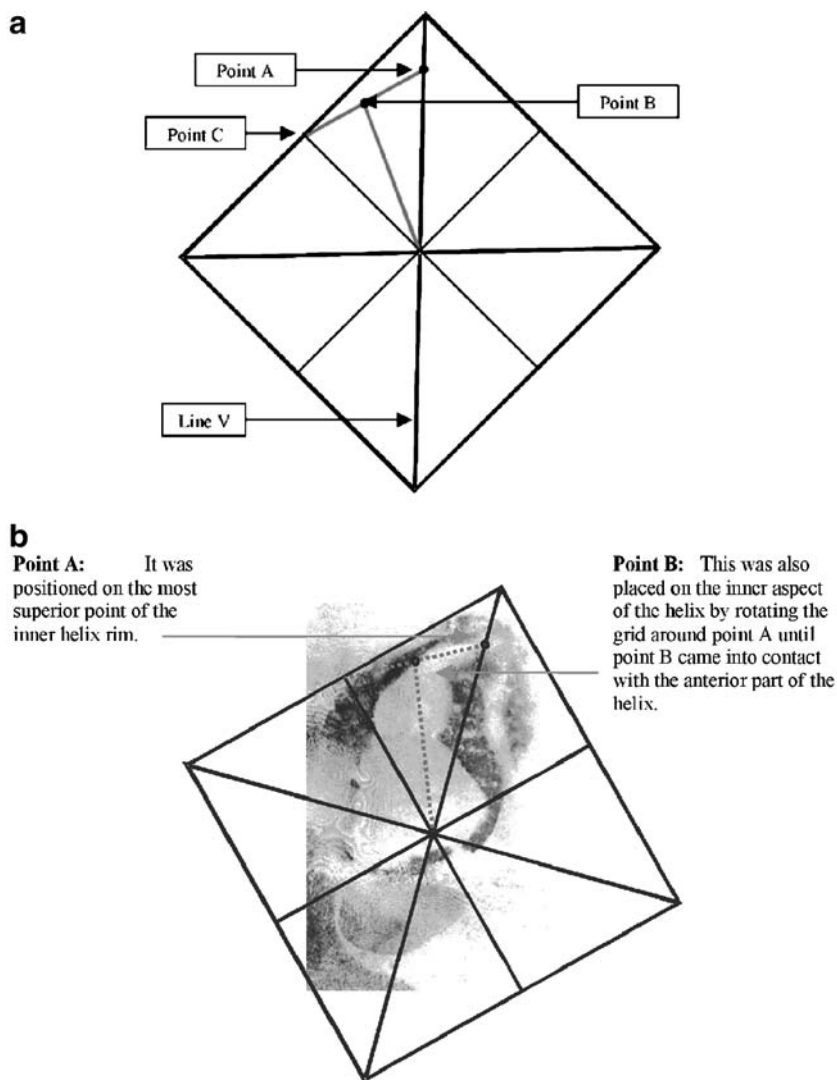 a
Point A
Point B
Point C
Line V
b
Point A: It was
positioned on the most
superior point of the
inner helix rim.
Point B: This was also
placed on the inner aspect
of the helix by rotating the
grid around point A until
point B came into contact
with the anterior part of the
helix.